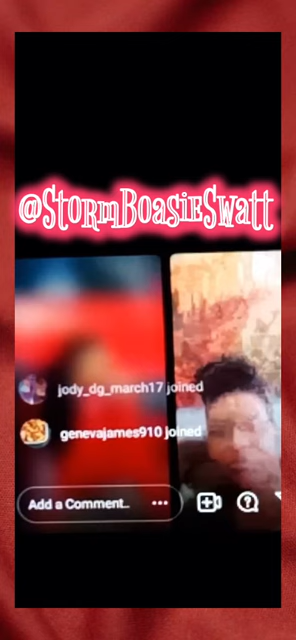 @StormBoasieSwatt
jody_dg_march17 joined
genevajames910 joined
Add a Comment..